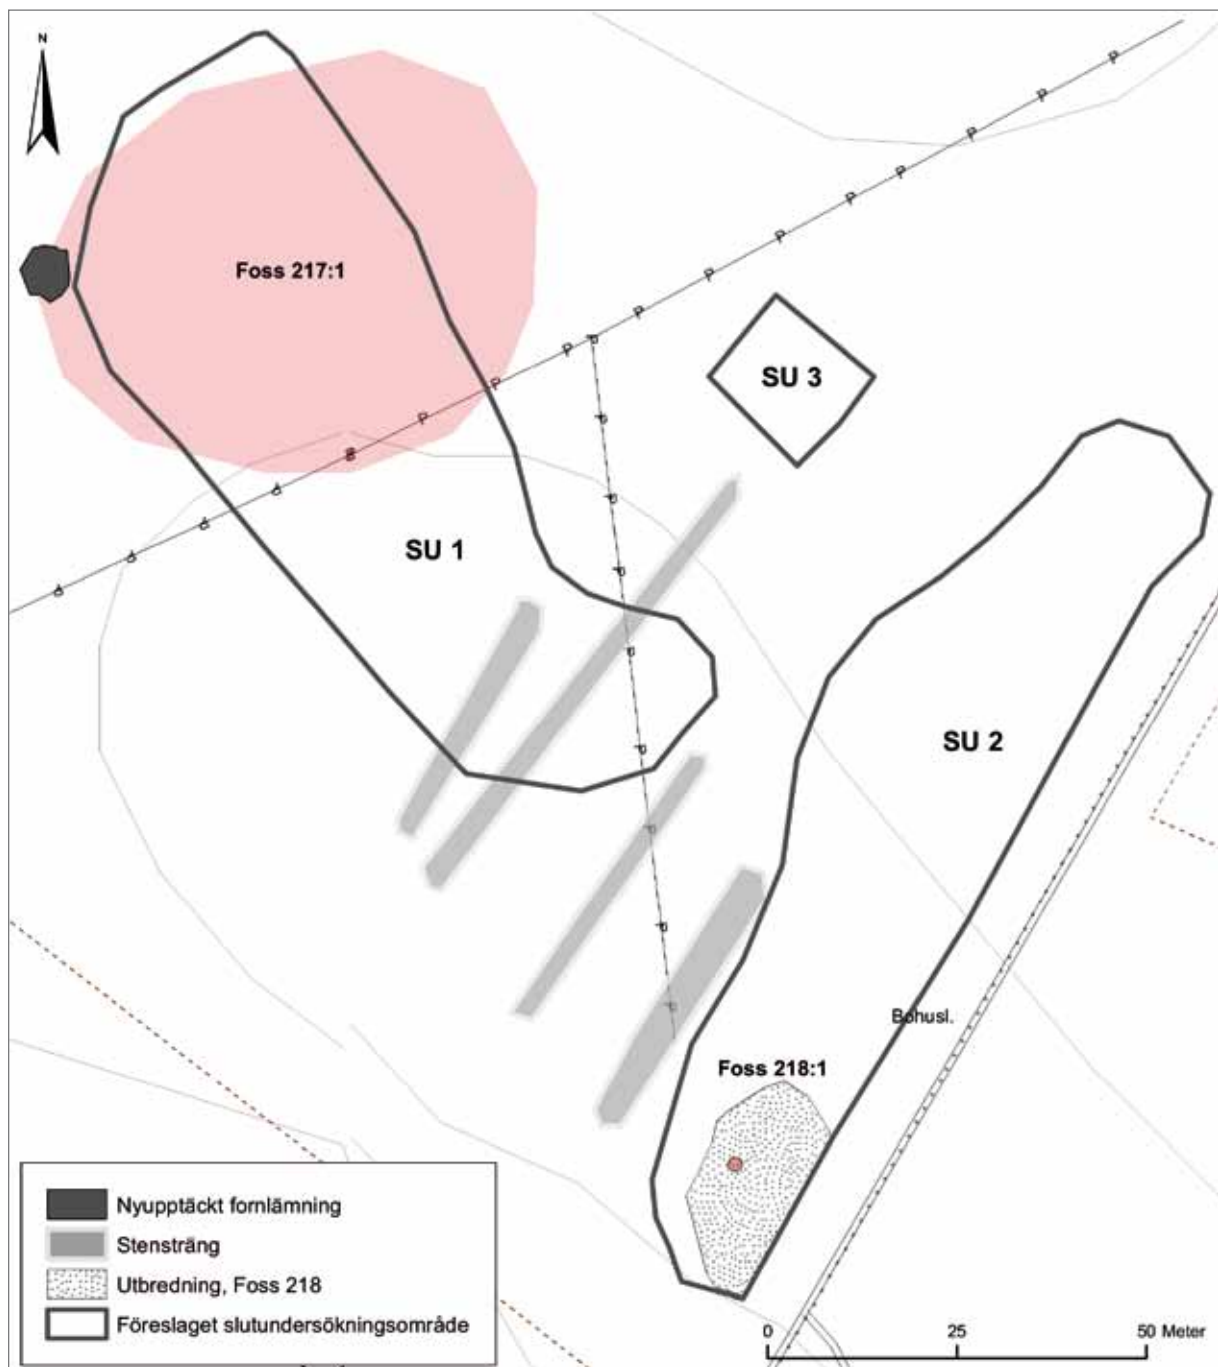 N
Foss 217:1
SU 3
SU 1
SU 2
Bohusl.
Foss 218:1
Nyupptäckt fornlämning
Stensträng
Utbredning, Foss 218
Föreslaget slutundersökningsområde
0 25 50 Meter